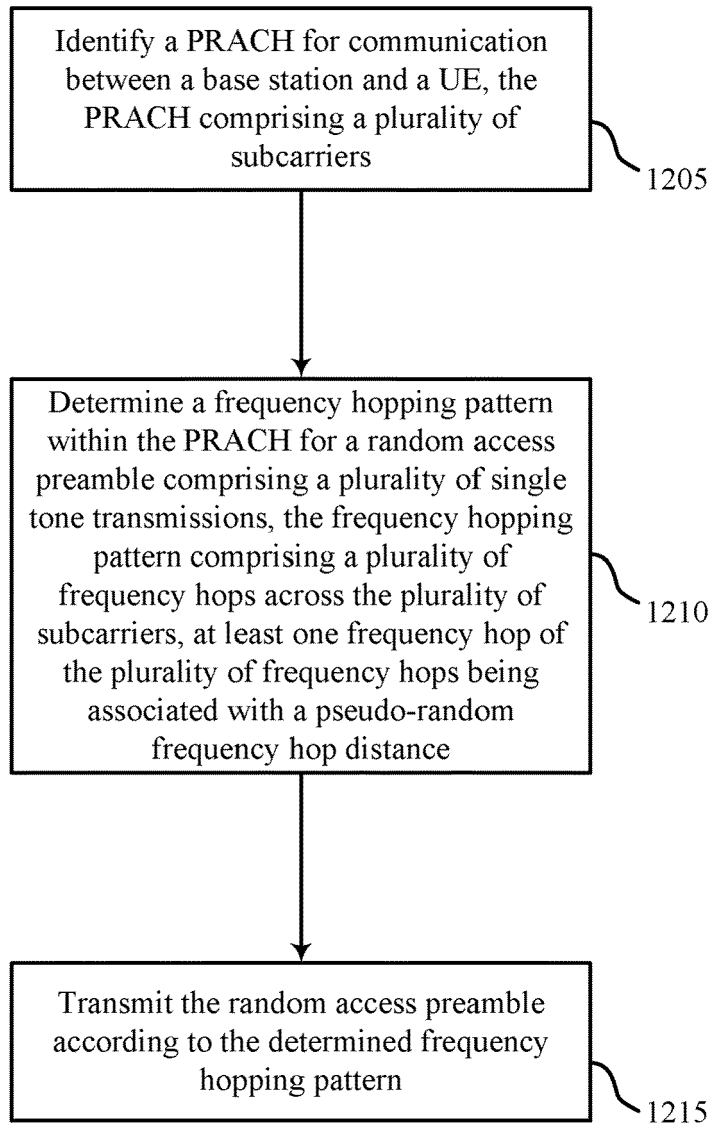 Identify a PRACH for communication
between a base station and a UE, the
PRACH comprising a plurality of
subcarriers
1205
Determine a frequency hopping pattern
within the PRACH for a random access
preamble comprising a plurality of single
tone transmissions, the frequency hopping
pattern comprising a plurality of
frequency hops across the plurality of
subcarriers, at least one frequency hop of
the plurality of frequency hops being
associated with a pseudo-random
frequency hop distance
1210
Transmit the random access preamble
according to the determined frequency
hopping pattern
1215